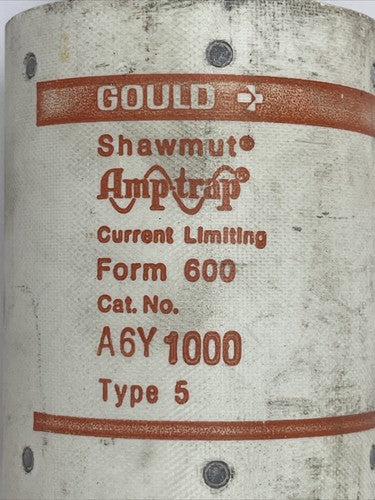 GOULD
Shawmut®
Amp-trap®
Current Limiting
Form 600
Cat. No.
A6Y 1000
Type 5